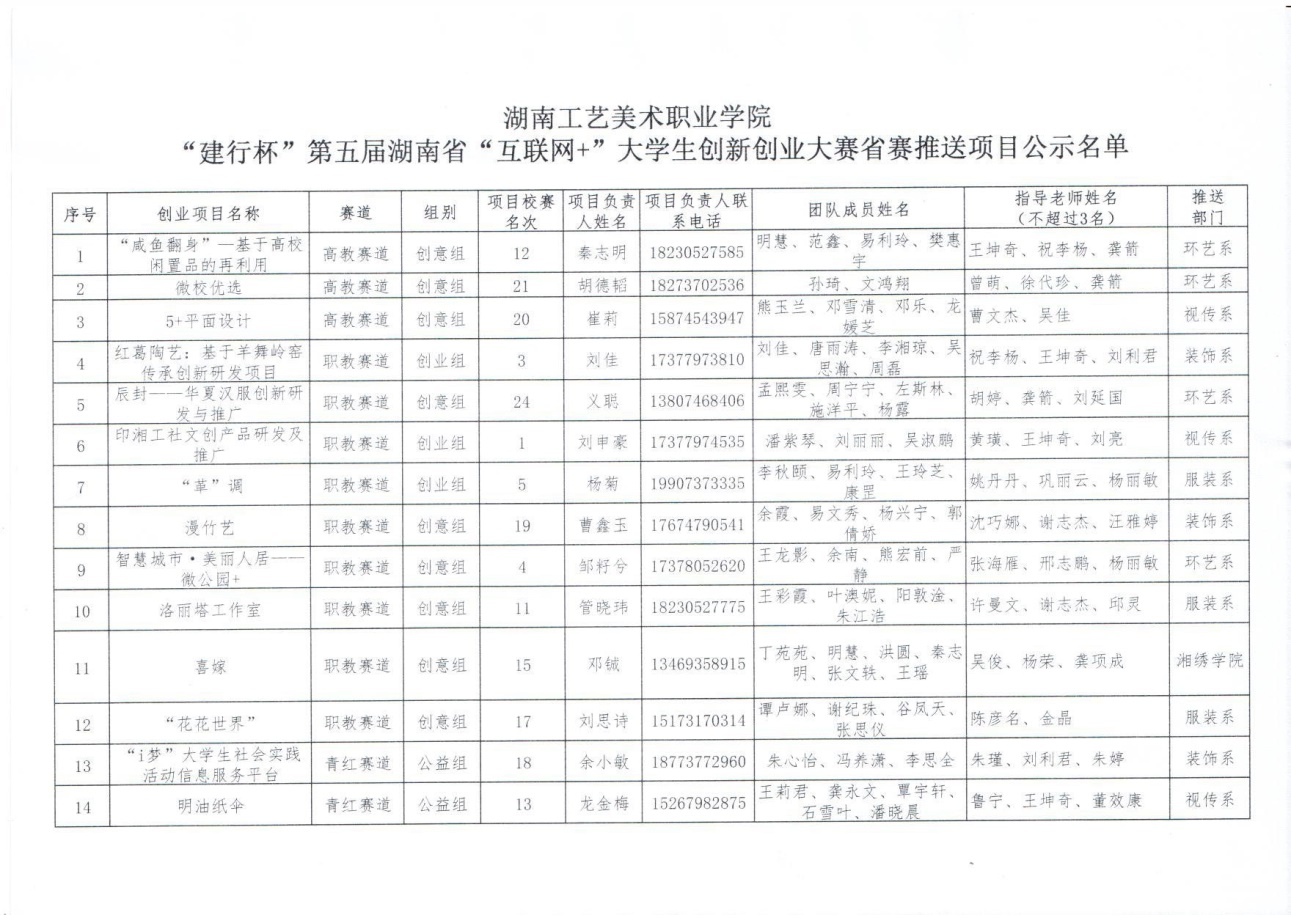 湖南工艺美术职业学院
“建行杯”第五届湖南省“互联网+”大学生创新创业大赛省赛推送项目公示名单
序号 创业项目名称 赛道 组别 项目校赛名次 项目负责人姓名 项目负责人联系电话 团队成员姓名 指导老师姓名（不超过3名） 推送部门
1 “咸鱼翻身”—基于高校闲置品的再利用 高教赛道 创意组 12 秦志明 18230527585 明慧、范鑫、易利玲、樊惠宇 王坤奇、祝李杨、龚箭 环艺系
2 微校优选 高教赛道 创意组 21 胡德韬 18273702536 孙琦、文鸿翔 曾萌、徐代珍、龚箭 环艺系
3 5+平面设计 高教赛道 创意组 20 崔莉 15874543947 熊玉兰、邓雪清、邓乐、龙媛芝 曹文杰、吴佳 视传系
4 红葛陶艺：基于羊舞岭窑传承创新研发项目 职教赛道 创业组 3 刘佳 17377973810 刘佳、唐雨涛、李湘琼、吴思瀚、周磊 祝李杨、王坤奇、刘利君 装饰系
5 辰封——华夏汉服创新研发与推广 职教赛道 创意组 24 义聪 13807468406 孟熙雯、周宁宁、左斯林、施洋平、杨露 胡婷、龚箭、刘延国 环艺系
6 印湘工社文创产品研发及推广 职教赛道 创业组 1 刘申豪 17377974535 潘紫琴、刘丽丽、吴淑鹏 黄璜、王坤奇、刘亮 视传系
7 “革”调 职教赛道 创业组 5 杨菊 19907373335 李秋颐、易利玲、王玲芝、康罡 姚丹丹、巩丽云、杨丽敏 服装系
8 漫竹艺 职教赛道 创意组 19 曹鑫玉 17674790541 余霞、易文秀、杨兴宁、郭倩娇 沈巧娜、谢志杰、汪雅婷 装饰系
9 智慧城市·美丽人居——微公园+ 职教赛道 创意组 4 邹籽兮 17378052620 王龙影、余南、熊宏前、严静 张海雁、邢志鹏、杨丽敏 环艺系
10 洛丽塔工作室 职教赛道 创意组 11 管晓玮 18230527775 王彩霞、叶澳妮、阳敦淦、朱江浩 许曼文、谢志杰、邱灵 服装系
11 喜嫁 职教赛道 创意组 15 邓铖 13469358915 丁苑苑、明慧、洪圆、秦志明、张文轶、王瑶 吴俊、杨荣、龚项成 湘绣学院
12 “花花世界” 职教赛道 创意组 17 刘思诗 15173170314 谭卢娜、谢纪珠、谷凤天、张思仪 陈彦名、金晶 服装系
13 “i梦”大学生社会实践活动信息服务平台 青红赛道 公益组 18 余小敏 18773772960 朱心怡、冯养潇、李思全 朱瑾、刘利君、朱婷 装饰系
14 明油纸伞 青红赛道 公益组 13 龙金梅 15267982875 王莉君、龚永文、覃宇轩、石雪叶、潘晓晨 鲁宁、王坤奇、董效康 视传系